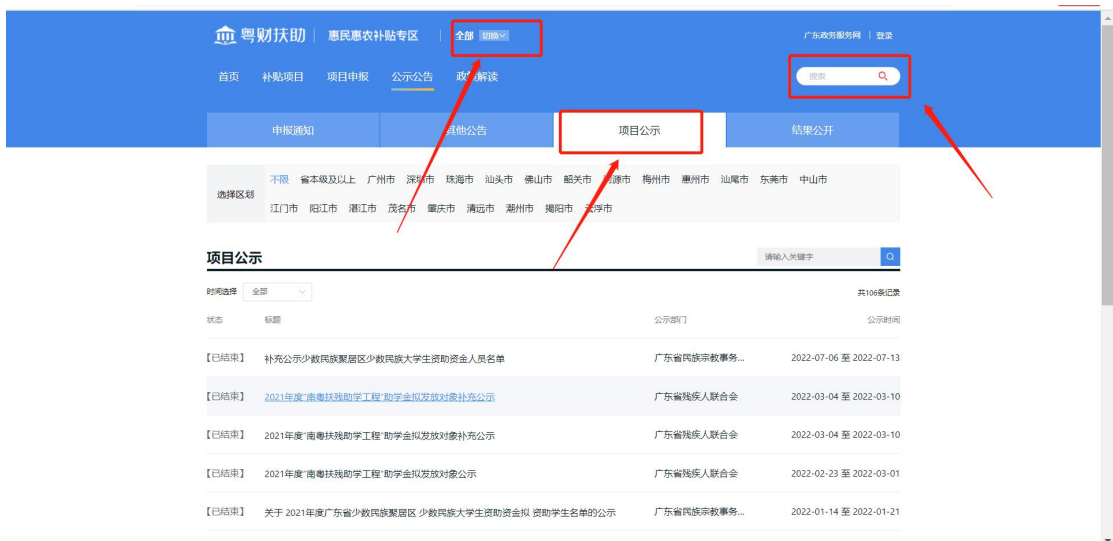 粤财扶助 惠民惠农补贴专区 全部 切换
广东政务服务网 登录
首页 补贴项目 项目申报 公示公告 政策解读
搜索
申报通知 其他公告 项目公示 结果公开
选择区划
不限 省本级及以上 广州市 深圳市 珠海市 汕头市 佛山市 韶关市 河源市 梅州市 惠州市 汕尾市 东莞市 中山市
江门市 阳江市 湛江市 茂名市 肇庆市 清远市 潮州市 揭阳市 云浮市
项目公示 请输入关键字
时间选择 全部 共106条记录
状态 标题 公示部门 公示时间
【已结束】 补充公示少数民族聚居区少数民族大学生资助资金人员名单 广东省民族宗教事务... 2022-07-06 至 2022-07-13
【已结束】 2021年度"南粤扶残助学工程"助学金拟发放对象补充公示 广东省残疾人联合会 2022-03-04 至 2022-03-10
【已结束】 2021年度"南粤扶残助学工程"助学金拟发放对象补充公示 广东省残疾人联合会 2022-03-04 至 2022-03-10
【已结束】 2021年度"南粤扶残助学工程"助学金拟发放对象公示 广东省残疾人联合会 2022-02-23 至 2022-03-01
【已结束】 关于 2021年度广东省少数民族聚居区 少数民族大学生资助资金拟 资助学生名单的公示 广东省民族宗教事务... 2022-01-14 至 2022-01-21